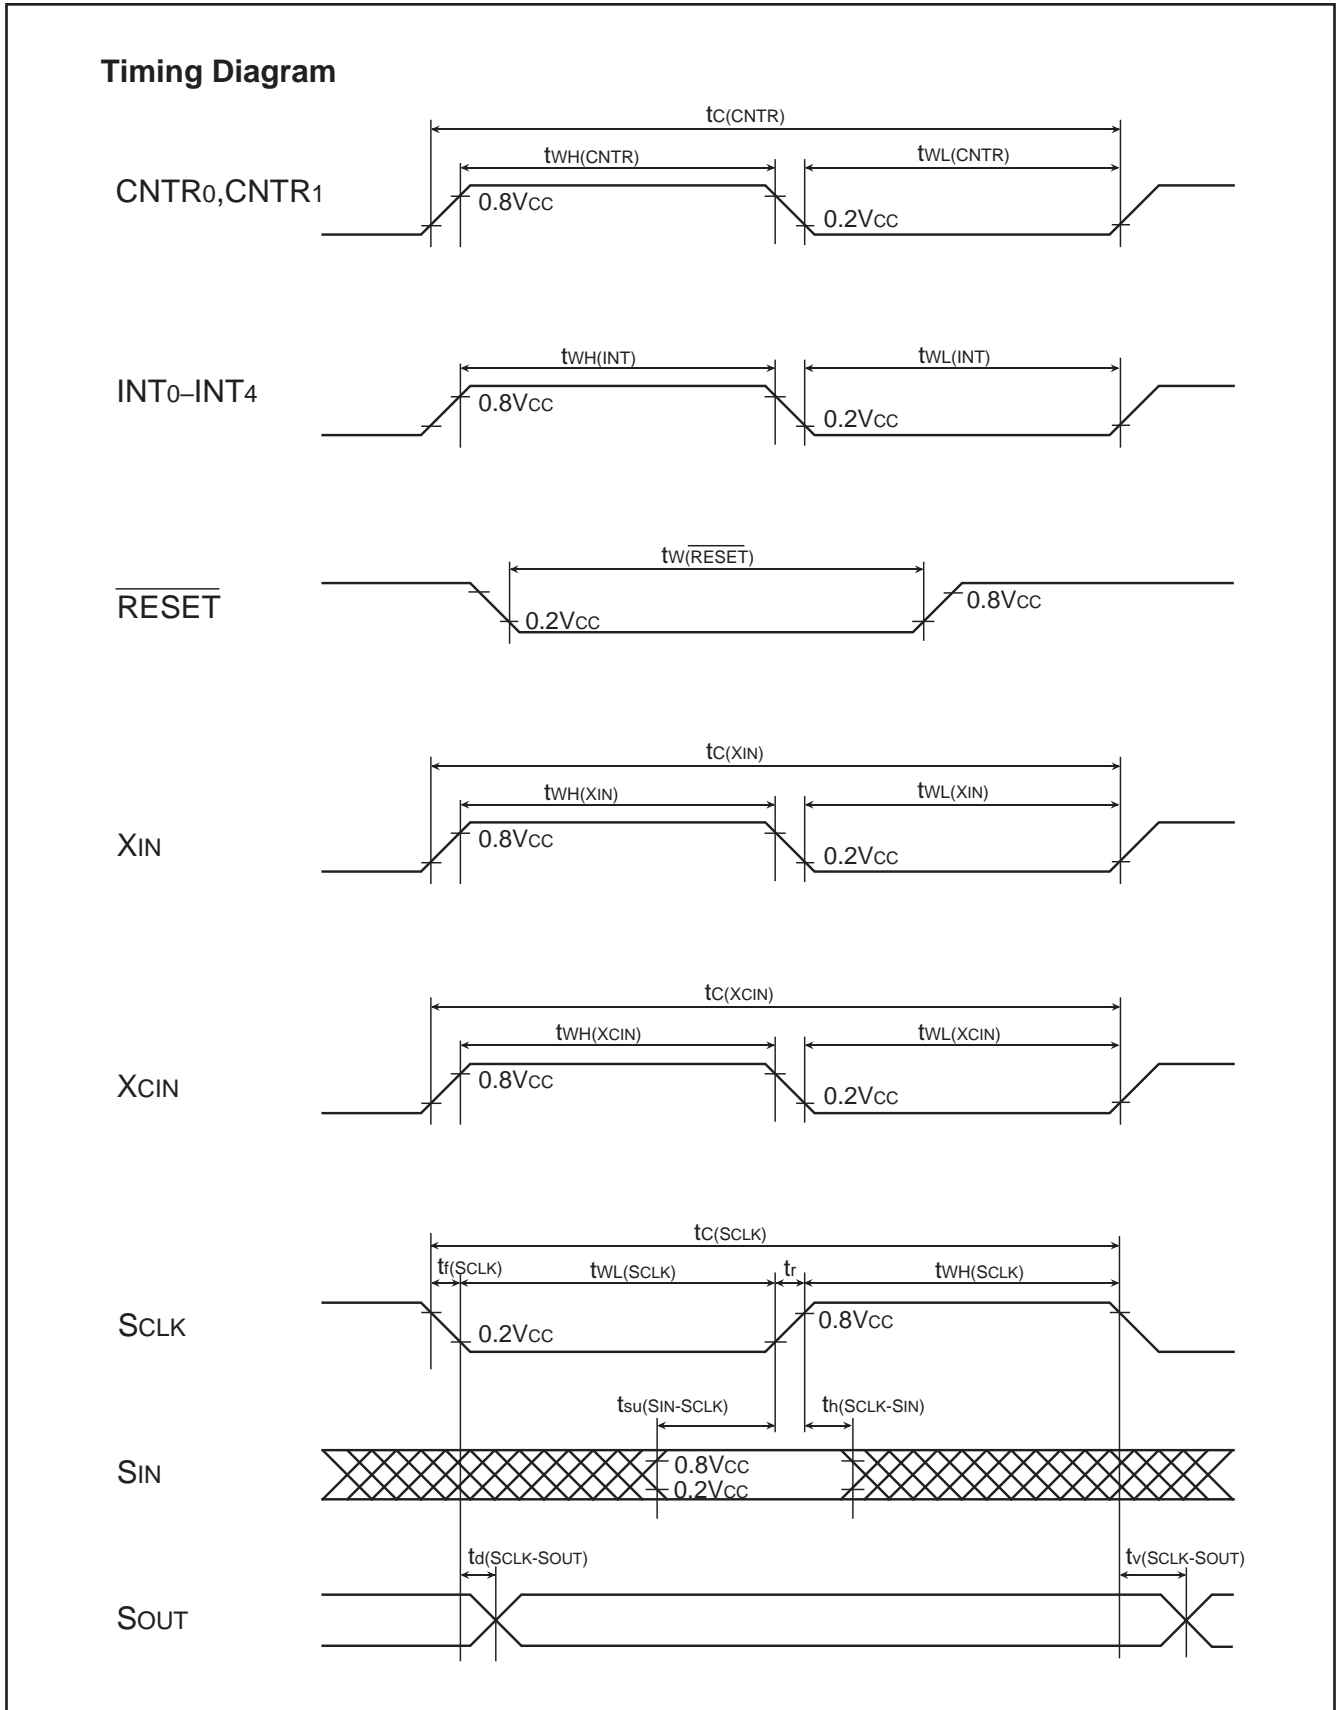 Timing Diagram
tC(CNTR)
tWH(CNTR)
tWL(CNTR)
CNTR0,CNTR1
0.8VCC
0.2VCC
tWH(INT)
tWL(INT)
INT0–INT4
0.8VCC
0.2VCC
tW(RESET)
RESET
0.2VCC
0.8VCC
tC(XIN)
tWH(XIN)
tWL(XIN)
XIN
0.8VCC
0.2VCC
tC(XCIN)
tWH(XCIN)
tWL(XCIN)
XCIN
0.8VCC
0.2VCC
tC(SCLK)
tf(SCLK)
tWL(SCLK)
tr
tWH(SCLK)
SCLK
0.2VCC
0.8VCC
tsu(SIN-SCLK)
th(SCLK-SIN)
SIN
0.8VCC
0.2VCC
td(SCLK-SOUT)
tv(SCLK-SOUT)
SOUT